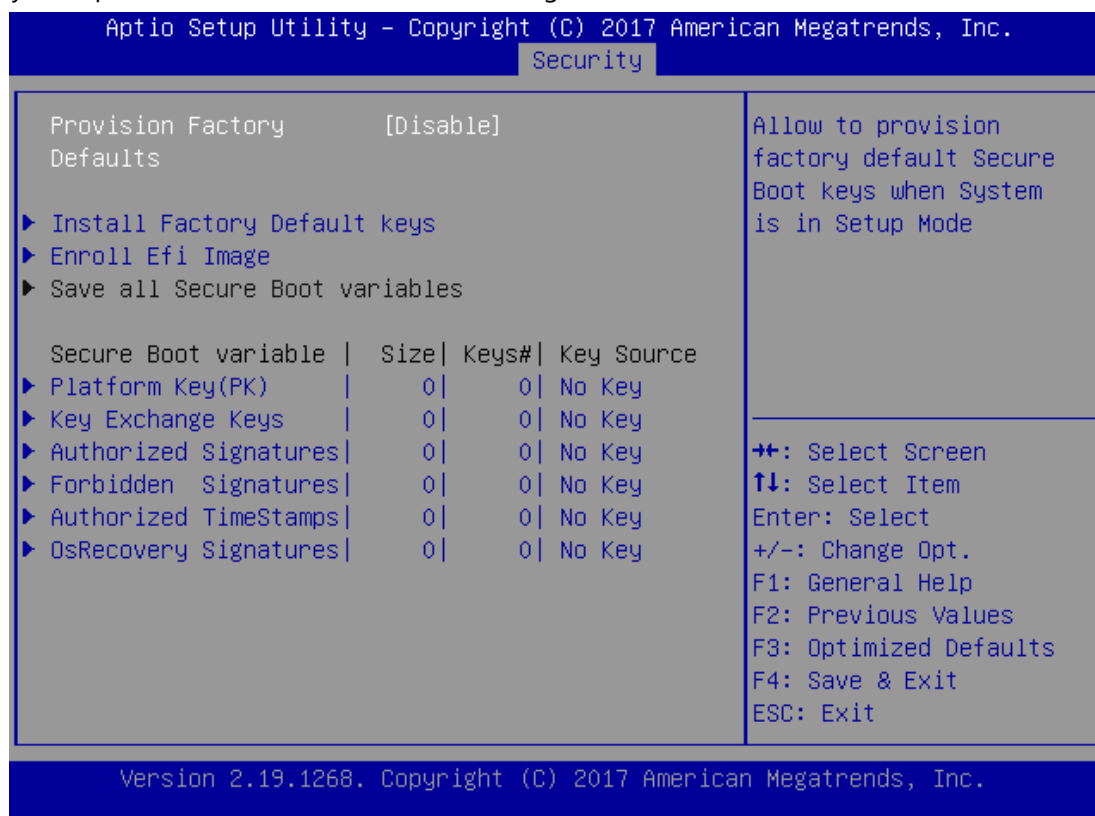 Aptio Setup Utility – Copyright (C) 2017 American Megatrends, Inc.
Security
Provision Factory Defaults [Disable]
Install Factory Default keys
Enroll Efi Image
Save all Secure Boot variables
Secure Boot variable | Size| Keys#| Key Source
Platform Key(PK) | 0| 0| No Key
Key Exchange Keys | 0| 0| No Key
Authorized Signatures| 0| 0| No Key
Forbidden Signatures| 0| 0| No Key
Authorized TimeStamps| 0| 0| No Key
OsRecovery Signatures| 0| 0| No Key
Allow to provision
factory default Secure
Boot keys when System
is in Setup Mode
→←: Select Screen
↑↓: Select Item
Enter: Select
+/-: Change Opt.
F1: General Help
F2: Previous Values
F3: Optimized Defaults
F4: Save & Exit
ESC: Exit
Version 2.19.1268. Copyright (C) 2017 American Megatrends, Inc.